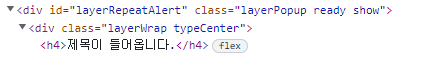 ▼<div id="layerRepeatAlert" class="layerPopup ready show">
▼<div class="layerWrap typeCenter">
<h4>제목이 들어옵니다.</h4> flex